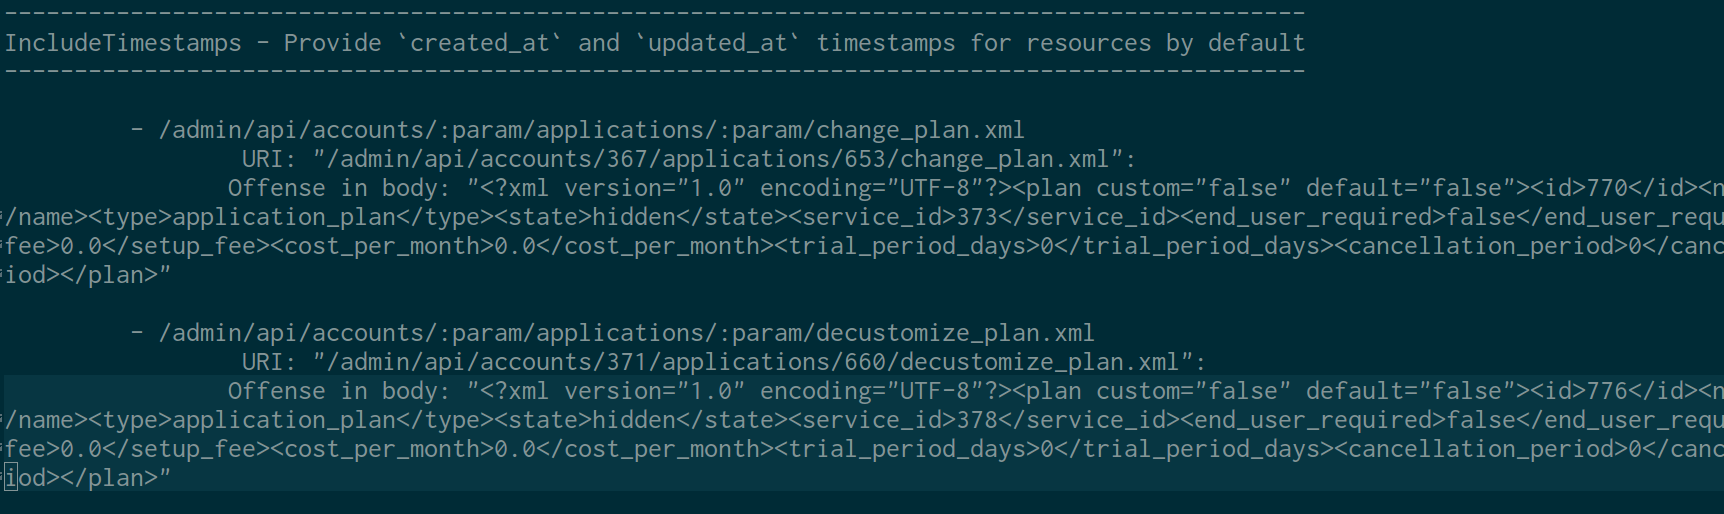 --------------------------------------------------------------------------------------------- 
IncludeTimestamps - Provide `created_at` and `updated_at` timestamps for resources by default
---------------------------------------------------------------------------------------------
- /admin/api/accounts/:param/applications/:param/change_plan.xml
URI: "/admin/api/accounts/367/applications/653/change_plan.xml":
Offense in body: "<?xml version="1.0" encoding="UTF-8"?><plan custom="false" default="false"><id>770</id><n
/name><type>application_plan</type><state>hidden</state><service_id>373</service_id><end_user_required>false</end_user_requ
fee>0.0</setup_fee><cost_per_month>0.0</cost_per_month><trial_period_days>0</trial_period_days><cancellation_period>0</canc
iod></plan>"
- /admin/api/accounts/:param/applications/:param/decustomize_plan.xml
URI: "/admin/api/accounts/371/applications/660/decustomize_plan.xml":
Offense in body: "<?xml version="1.0" encoding="UTF-8"?><plan custom="false" default="false"><id>776</id><n
/name><type>application_plan</type><state>hidden</state><service_id>378</service_id><end_user_required>false</end_user_requ
fee>0.0</setup_fee><cost_per_month>0.0</cost_per_month><trial_period_days>0</trial_period_days><cancellation_period>0</canc
iod></plan>"